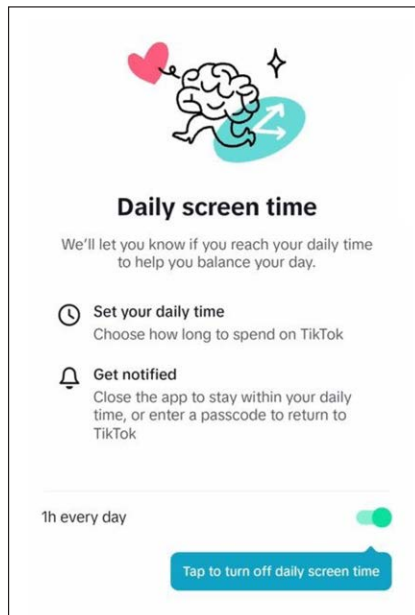 Daily screen time
We'll let you know if you reach your daily time
to help you balance your day.
Set your daily time
Choose how long to spend on TikTok
Get notified
Close the app to stay within your daily
time, or enter a passcode to return to
TikTok
1h every day
Tap to turn off daily screen time